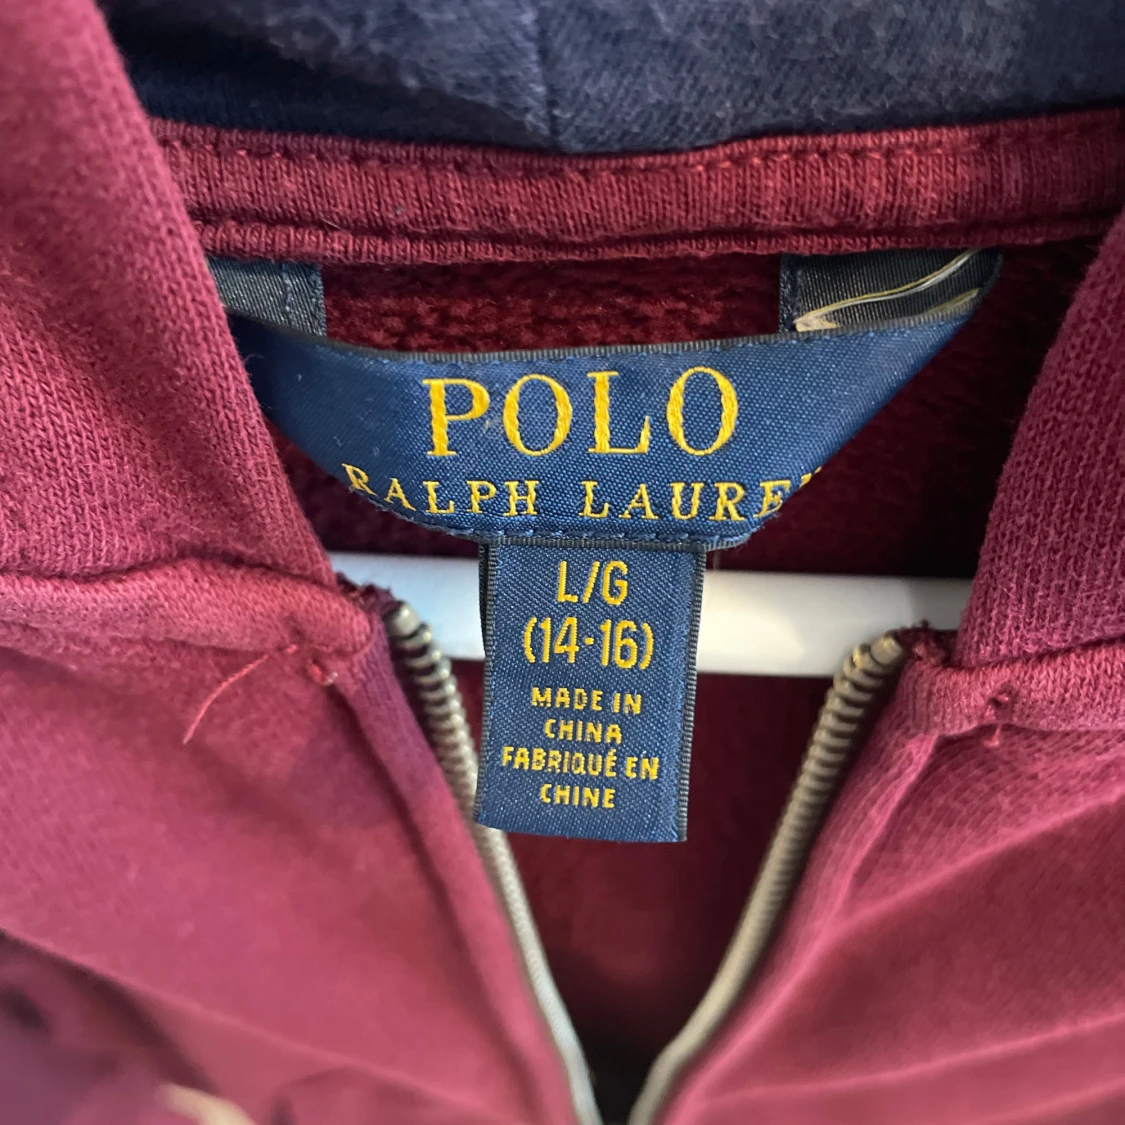 POLO
RALPH LAUREN
L/G
(14-16)
MADE IN
CHINA
FABRIQUÉ EN
CHINE